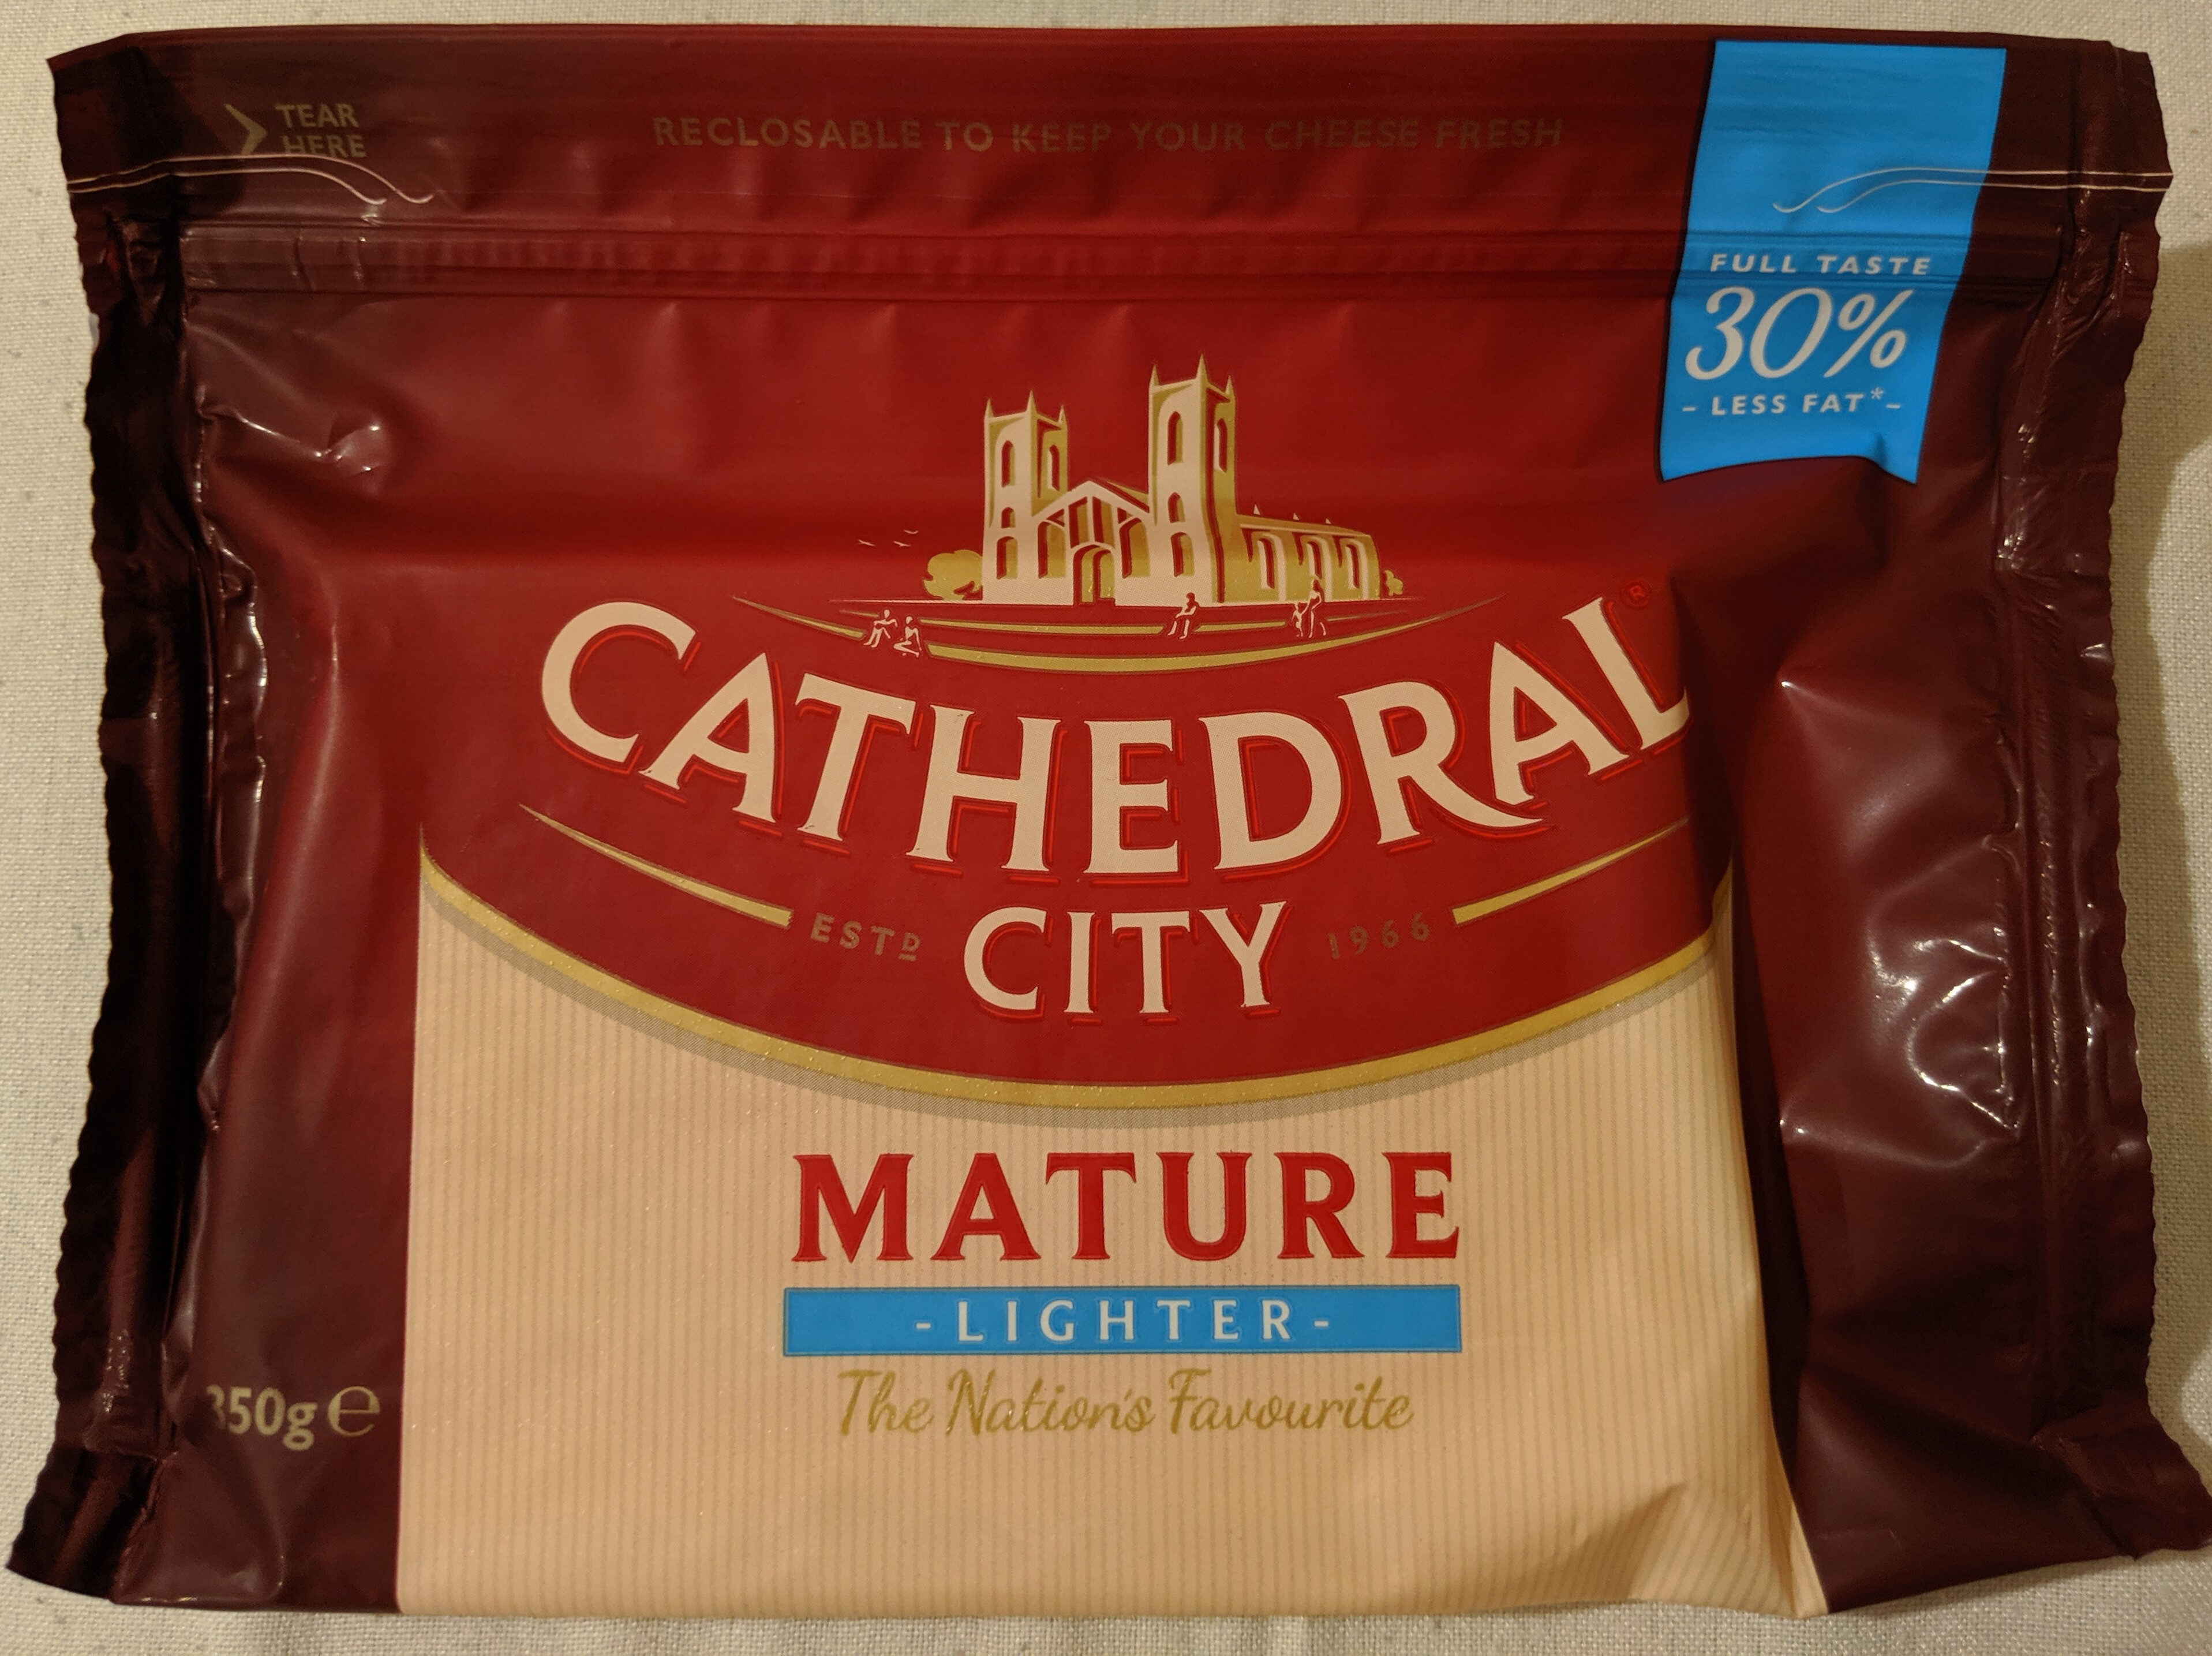 TEAR
HERE
RECLOSABLE TO KEEP YOUR CHEESE FRESH
FULL TASTE
30%
- LESS FAT*-
CATHEDRAL®
ESTD CITY 1966
MATURE
-LIGHTER-
The Nation's Favourite
350g ℮